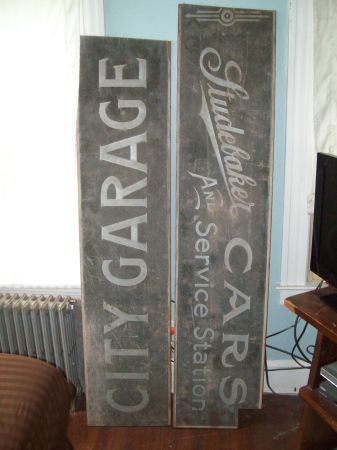 CITY GARAGE
Studebaker CARS
AND Service Station